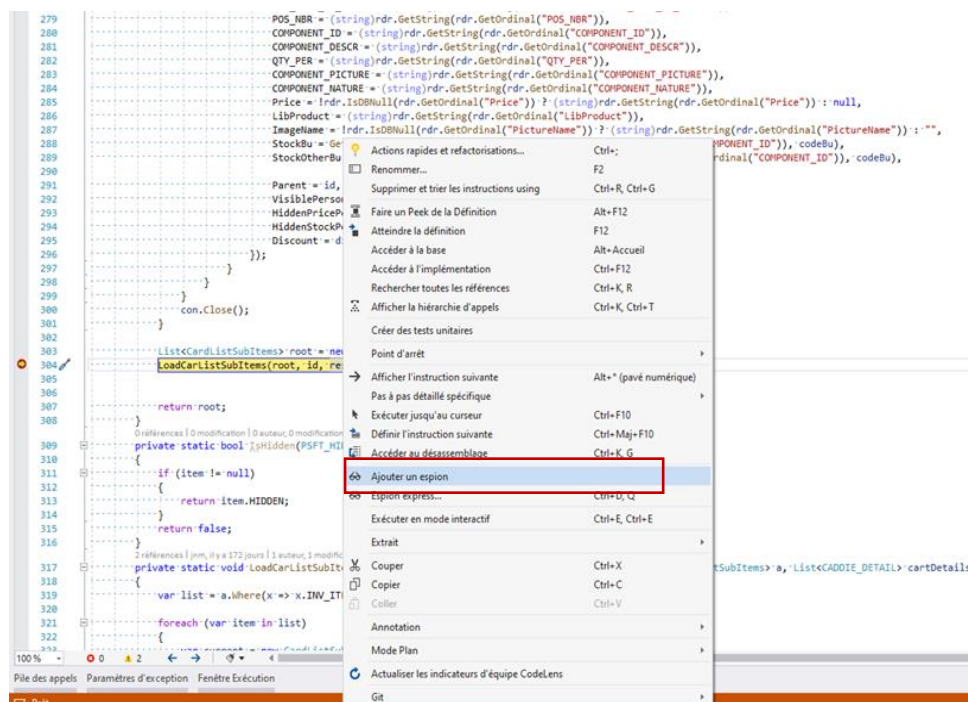 279 POS_NBR = (string)rdr.GetString(rdr.GetOrdinal("POS_NBR")),
280 COMPONENT_ID = (string)rdr.GetString(rdr.GetOrdinal("COMPONENT_ID")),
281 COMPONENT_DESCR = (string)rdr.GetString(rdr.GetOrdinal("COMPONENT_DESCR")),
282 QTY_PER = (string)rdr.GetString(rdr.GetOrdinal("QTY_PER")),
283 COMPONENT_PICTURE = (string)rdr.GetString(rdr.GetOrdinal("COMPONENT_PICTURE")),
284 COMPONENT_NATURE = (string)rdr.GetString(rdr.GetOrdinal("COMPONENT_NATURE")),
285 Price = !rdr.IsDBNull(rdr.GetOrdinal("Price")) ? (string)rdr.GetString(rdr.GetOrdinal("Price")) : null,
286 LibProduct = (string)rdr.GetString(rdr.GetOrdinal("LibProduct")),
287 ImageName = !rdr.IsDBNull(rdr.GetOrdinal("PictureName")) ? (string)rdr.GetString(rdr.GetOrdinal("PictureName")) : "",
288 StockBu = Ge MPONENT_ID")), codeBu),
289 StockOtherBu rdinal("COMPONENT_ID")), codeBu),
290
291 Parent = id,
292 VisiblePerso
293 HiddenPriceP
294 HiddenStockP
295 Discount = d
296 });
297 }
298 }
299 }
300 con.Close();
301 }
302
303 List<CardListSubItems> root = new
304 LoadCarListSubItems(root, id, re
305
306
307 return root;
308 }
0 références | 0 modification | 0 auteur, 0 modification
309 private static bool IsHidden(PSFT_HI
310 {
311 if (item != null)
312 {
313 return item.HIDDEN;
314 }
315 return false;
316 }
2 références | jnm, il y a 172 jours | 1 auteur, 1 modific
317 private static void LoadCarListSubIt tSubItems> a, List<CADDIE_DETAIL> cartDetails
318 {
319 var list = a.Where(x => x.INV_IT
320
321 foreach (var item in list)
322 {
Actions rapides et refactorisations... Ctrl+;
Renommer... F2
Supprimer et trier les instructions using Ctrl+R, Ctrl+G
Faire un Peek de la Définition Alt+F12
Atteindre la définition F12
Accéder à la base Alt+Accueil
Accéder à l'implémentation Ctrl+F12
Rechercher toutes les références Ctrl+K, R
Afficher la hiérarchie d'appels Ctrl+K, Ctrl+T
Créer des tests unitaires
Point d'arrêt
Afficher l'instruction suivante Alt+* (pavé numérique)
Pas à pas détaillé spécifique
Exécuter jusqu'au curseur Ctrl+F10
Définir l'instruction suivante Ctrl+Maj+F10
Accéder au désassemblage Ctrl+K, G
Ajouter un espion
Espion express... Ctrl+D, Q
Exécuter en mode interactif Ctrl+E, Ctrl+E
Extrait
Couper Ctrl+X
Copier Ctrl+C
Coller Ctrl+V
Annotation
Mode Plan
Actualiser les indicateurs d'équipe CodeLens
Git
100 % 0 2
Pile des appels Paramètres d'exception Fenêtre Exécution